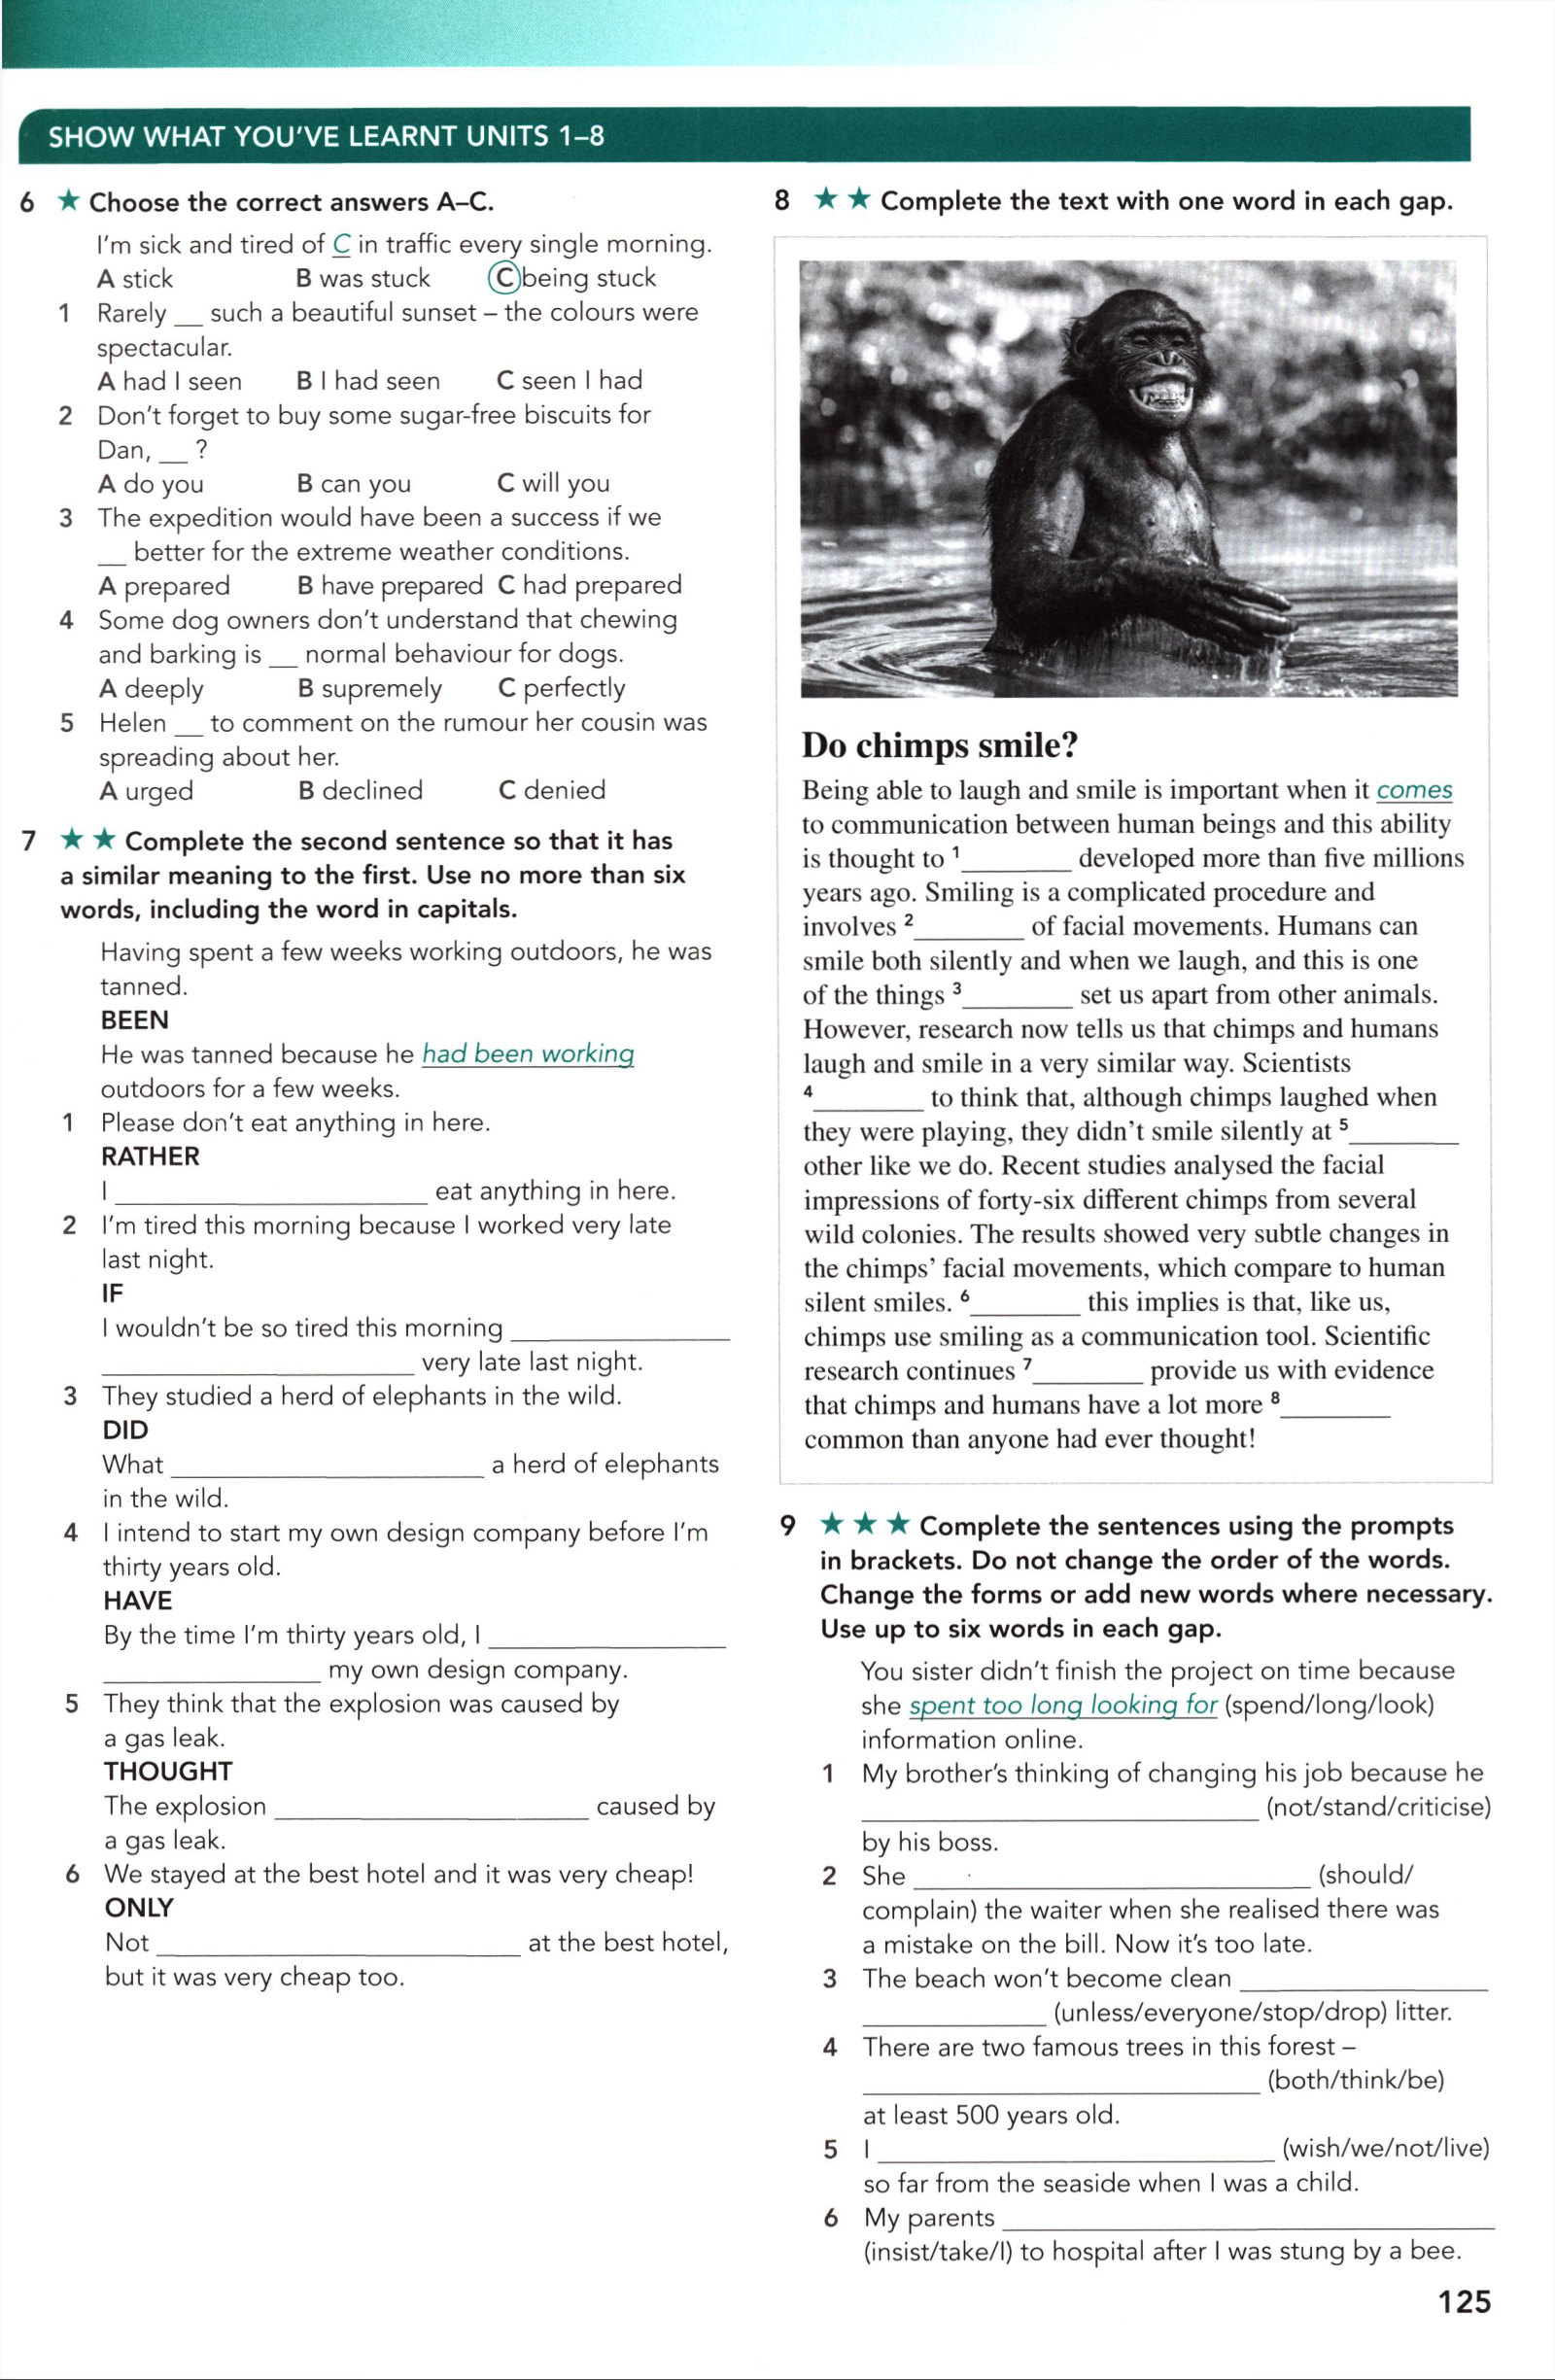 SHOW WHAT YOU'VE LEARNT UNITS 1–8
6 ★ Choose the correct answers A–C.
I'm sick and tired of C in traffic every single morning.
A stick B was stuck C being stuck
1 Rarely __ such a beautiful sunset – the colours were
spectacular.
A had I seen B I had seen C seen I had
2 Don't forget to buy some sugar-free biscuits for
Dan, __ ?
A do you B can you C will you
3 The expedition would have been a success if we
__ better for the extreme weather conditions.
A prepared B have prepared C had prepared
4 Some dog owners don't understand that chewing
and barking is __ normal behaviour for dogs.
A deeply B supremely C perfectly
5 Helen __ to comment on the rumour her cousin was
spreading about her.
A urged B declined C denied
7 ★ ★ Complete the second sentence so that it has
a similar meaning to the first. Use no more than six
words, including the word in capitals.
Having spent a few weeks working outdoors, he was
tanned.
BEEN
He was tanned because he had been working
outdoors for a few weeks.
1 Please don't eat anything in here.
RATHER
I ____________ eat anything in here.
2 I'm tired this morning because I worked very late
last night.
IF
I wouldn't be so tired this morning ____________
____________ very late last night.
3 They studied a herd of elephants in the wild.
DID
What ____________ a herd of elephants
in the wild.
4 I intend to start my own design company before I'm
thirty years old.
HAVE
By the time I'm thirty years old, I ____________
____________ my own design company.
5 They think that the explosion was caused by
a gas leak.
THOUGHT
The explosion ____________ caused by
a gas leak.
6 We stayed at the best hotel and it was very cheap!
ONLY
Not ____________ at the best hotel,
but it was very cheap too.
8 ★ ★ Complete the text with one word in each gap.
Do chimps smile?
Being able to laugh and smile is important when it comes
to communication between human beings and this ability
is thought to 1________ developed more than five millions
years ago. Smiling is a complicated procedure and
involves 2________ of facial movements. Humans can
smile both silently and when we laugh, and this is one
of the things 3________ set us apart from other animals.
However, research now tells us that chimps and humans
laugh and smile in a very similar way. Scientists
4________ to think that, although chimps laughed when
they were playing, they didn't smile silently at 5________
other like we do. Recent studies analysed the facial
impressions of forty-six different chimps from several
wild colonies. The results showed very subtle changes in
the chimps' facial movements, which compare to human
silent smiles. 6________ this implies is that, like us,
chimps use smiling as a communication tool. Scientific
research continues 7________ provide us with evidence
that chimps and humans have a lot more 8________
common than anyone had ever thought!
9 ★ ★ ★ Complete the sentences using the prompts
in brackets. Do not change the order of the words.
Change the forms or add new words where necessary.
Use up to six words in each gap.
You sister didn't finish the project on time because
she spent too long looking for (spend/long/look)
information online.
1 My brother's thinking of changing his job because he
____________ (not/stand/criticise)
by his boss.
2 She ____________ (should/
complain) the waiter when she realised there was
a mistake on the bill. Now it's too late.
3 The beach won't become clean ____________
____________ (unless/everyone/stop/drop) litter.
4 There are two famous trees in this forest –
____________ (both/think/be)
at least 500 years old.
5 I ____________ (wish/we/not/live)
so far from the seaside when I was a child.
6 My parents ____________
(insist/take/I) to hospital after I was stung by a bee.
125